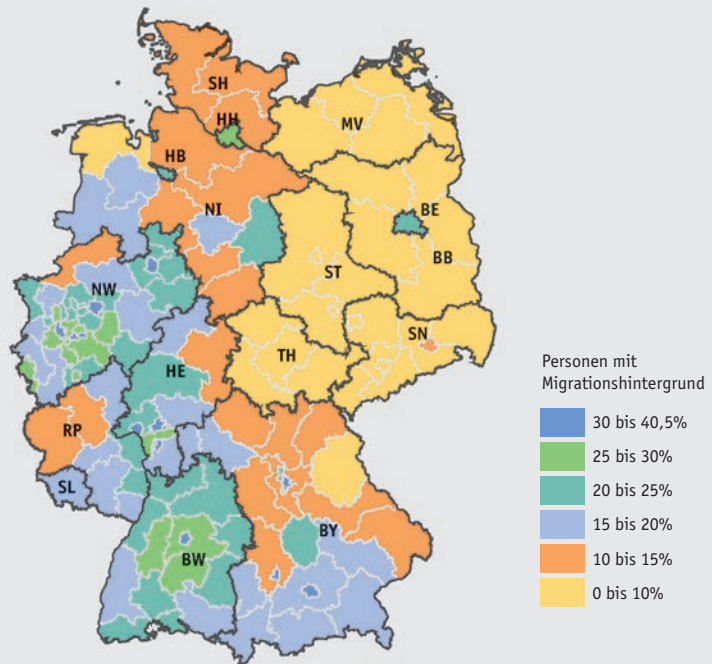 SH
HH
MV
HB
NI
BE
BB
ST
NW
SN
TH
HE
RP
SL
BY
BW
Personen mit
Migrationshintergrund
30 bis 40,5%
25 bis 30%
20 bis 25%
15 bis 20%
10 bis 15%
0 bis 10%